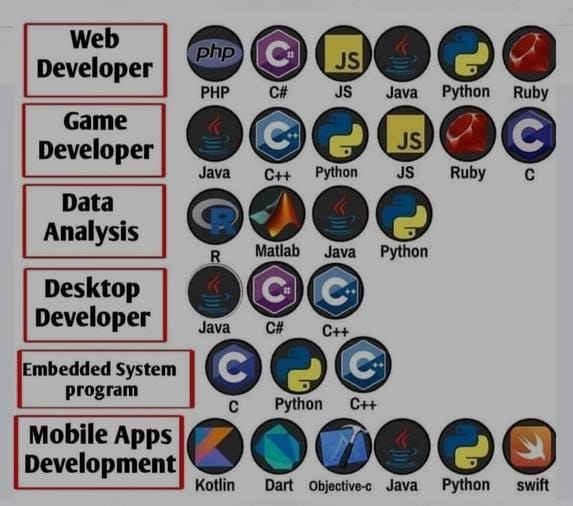 Web
Developer
php
C#
JS
PHP C# JS Java Python Ruby
Game
Developer
C++
JS
C
Java C++ Python JS Ruby C
Data
Analysis
R
R Matlab Java Python
Desktop
Developer
C#
C++
Java C# C++
Embedded System
program
C
C++
C Python C++
Mobile Apps
Development
Kotlin Dart Objective-c Java Python swift